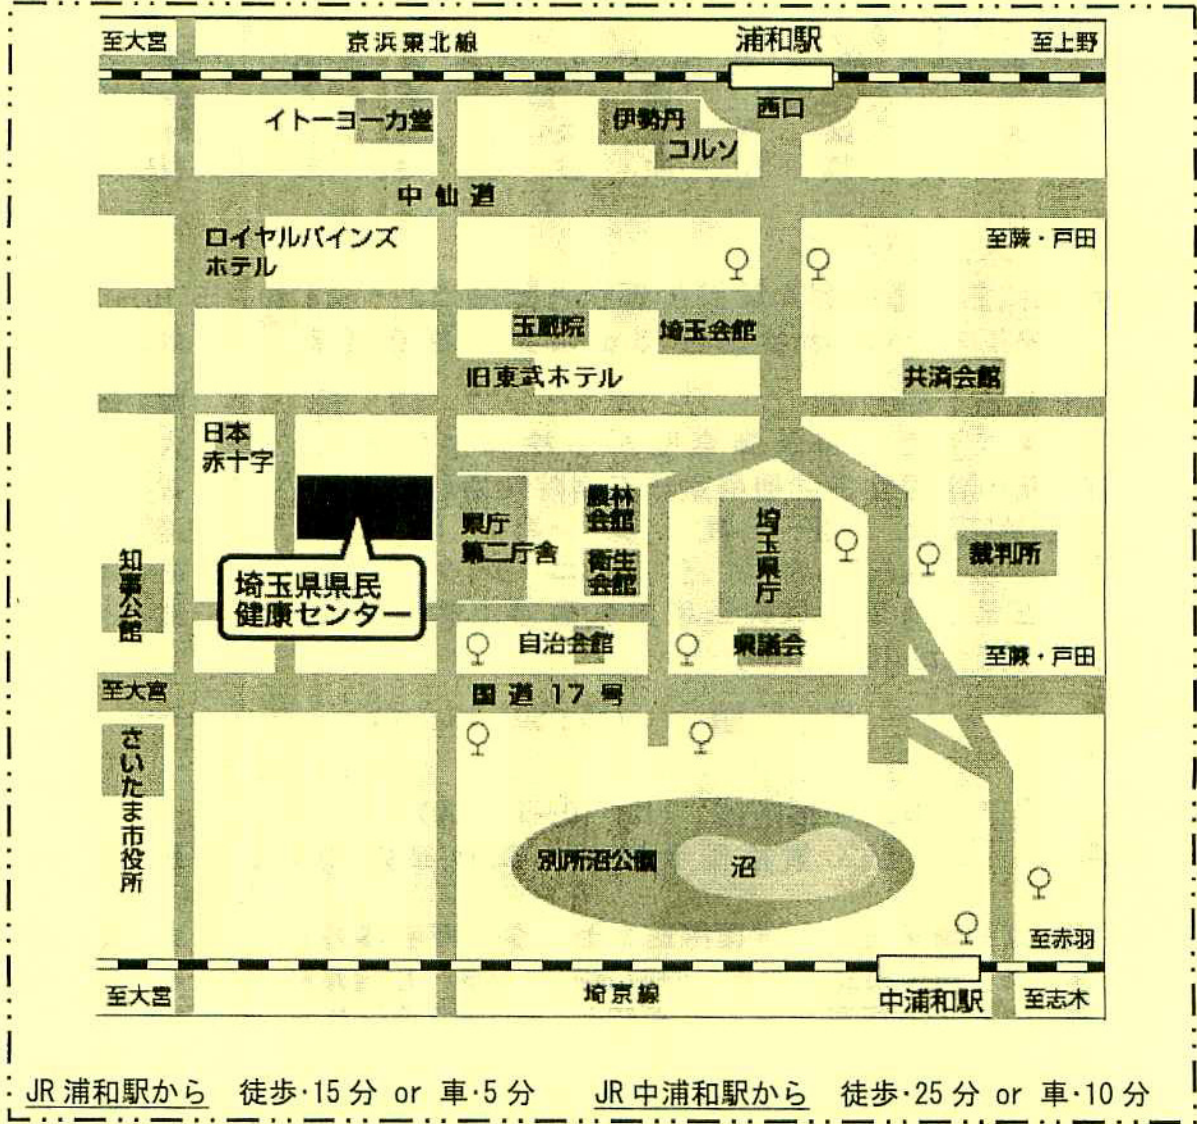 至大宮
京浜東北線
浦和駅
至上野
西口
イトーヨーカ堂
伊勢丹
コルソ
中仙道
ロイヤルパインズ
ホテル
至蕨・戸田
玉蔵院
埼玉会館
旧東武ホテル
共済会館
日本
赤十字
県庁
第二庁舎
農林
会館
衛生
会館
埼玉県庁
裁判所
知事公館
埼玉県県民
健康センター
自治会館
県議会
至蕨・戸田
至大宮
国道17号
さいたま市役所
別所沼公園
沼
至赤羽
至大宮
埼京線
中浦和駅
至志木
JR浦和駅から 徒歩・15分 or 車・5分 JR中浦和駅から 徒歩・25分 or 車・10分